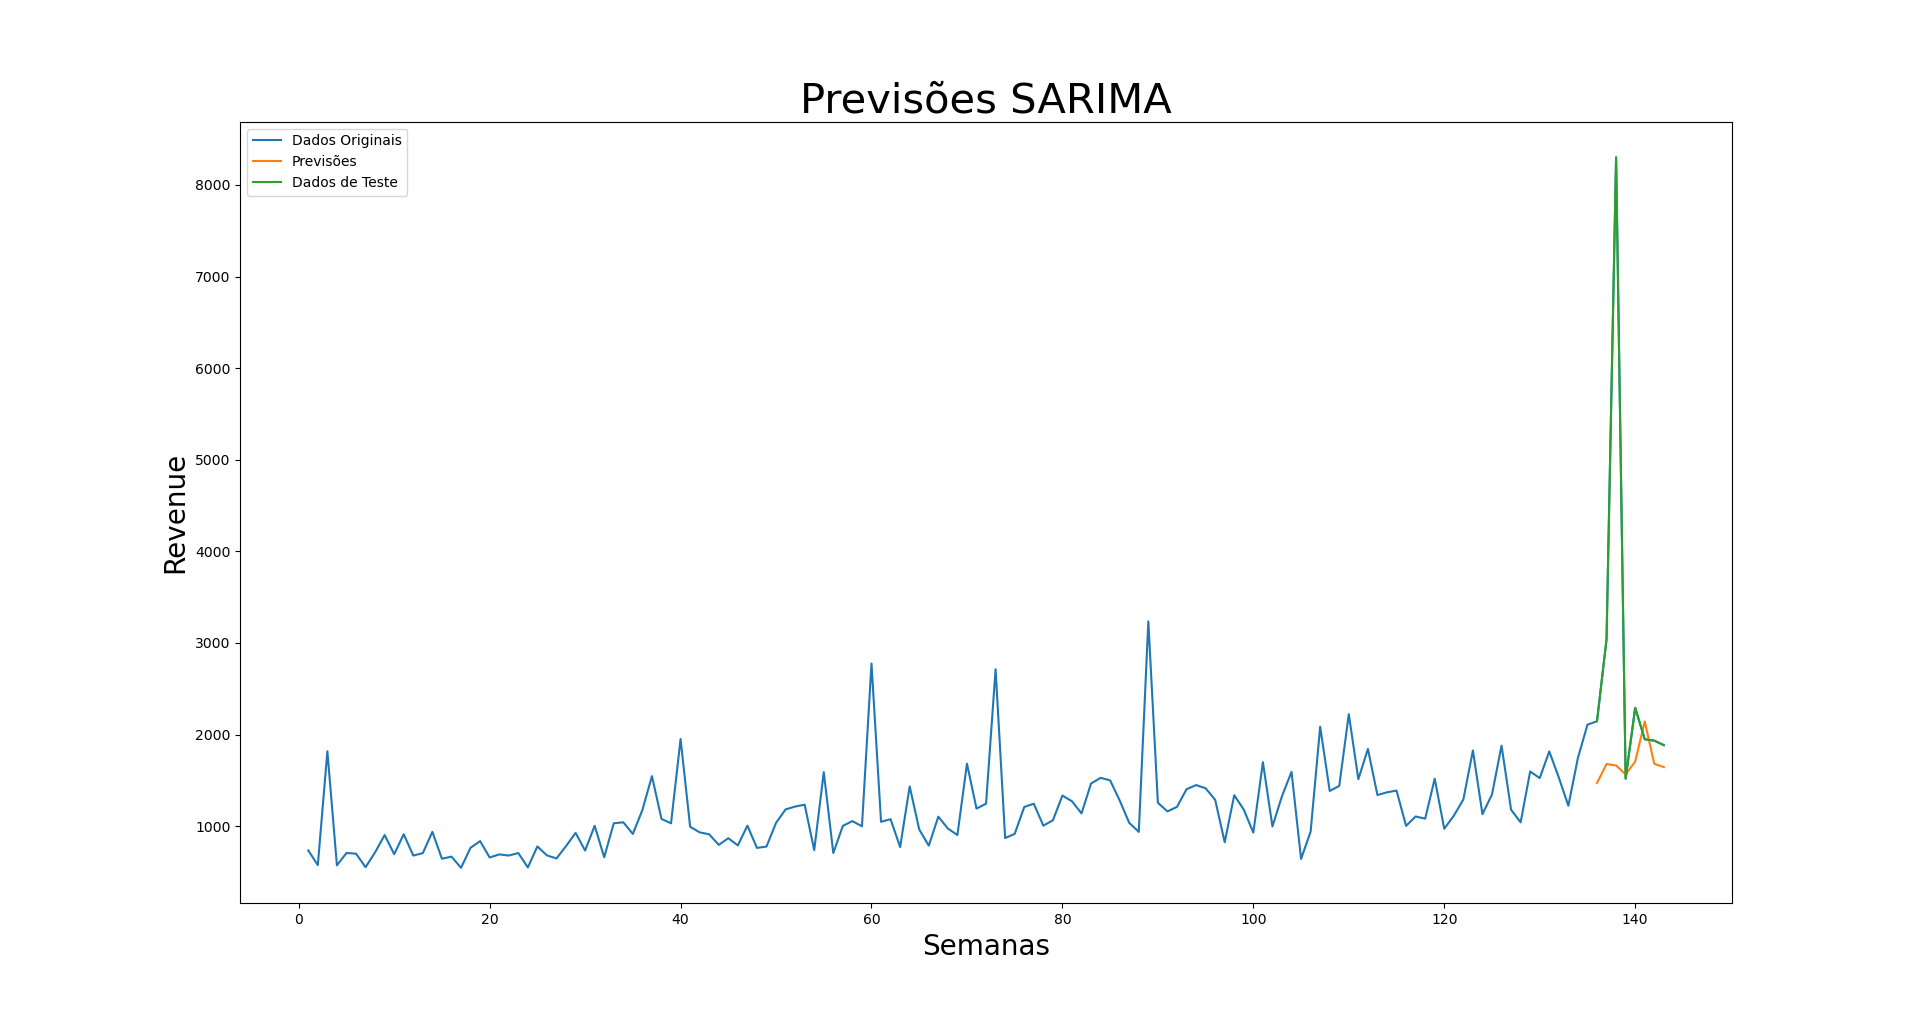 Previsões SARIMA
Dados Originais
Previsões
Dados de Teste
8000
7000
6000
5000
4000
3000
2000
1000
Revenue
0 20 40 60 80 100 120 140
Semanas